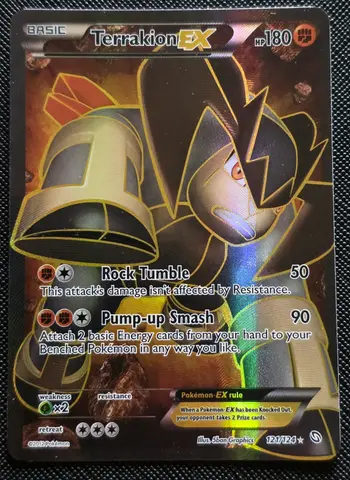 BASIC Terrakion EX HP180
Rock Tumble 50
This attack's damage isn't affected by Resistance.
Pump-up Smash 90
Attach 2 basic Energy cards from your hand to your
Benched Pokémon in any way you like.
weakness resistance
×2
Pokémon EX rule
When a Pokémon EX has been Knocked Out,
your opponent takes 2 Prize cards.
retreat
©2012 Pokémon
Illus. 5ban Graphics 121/124 ★